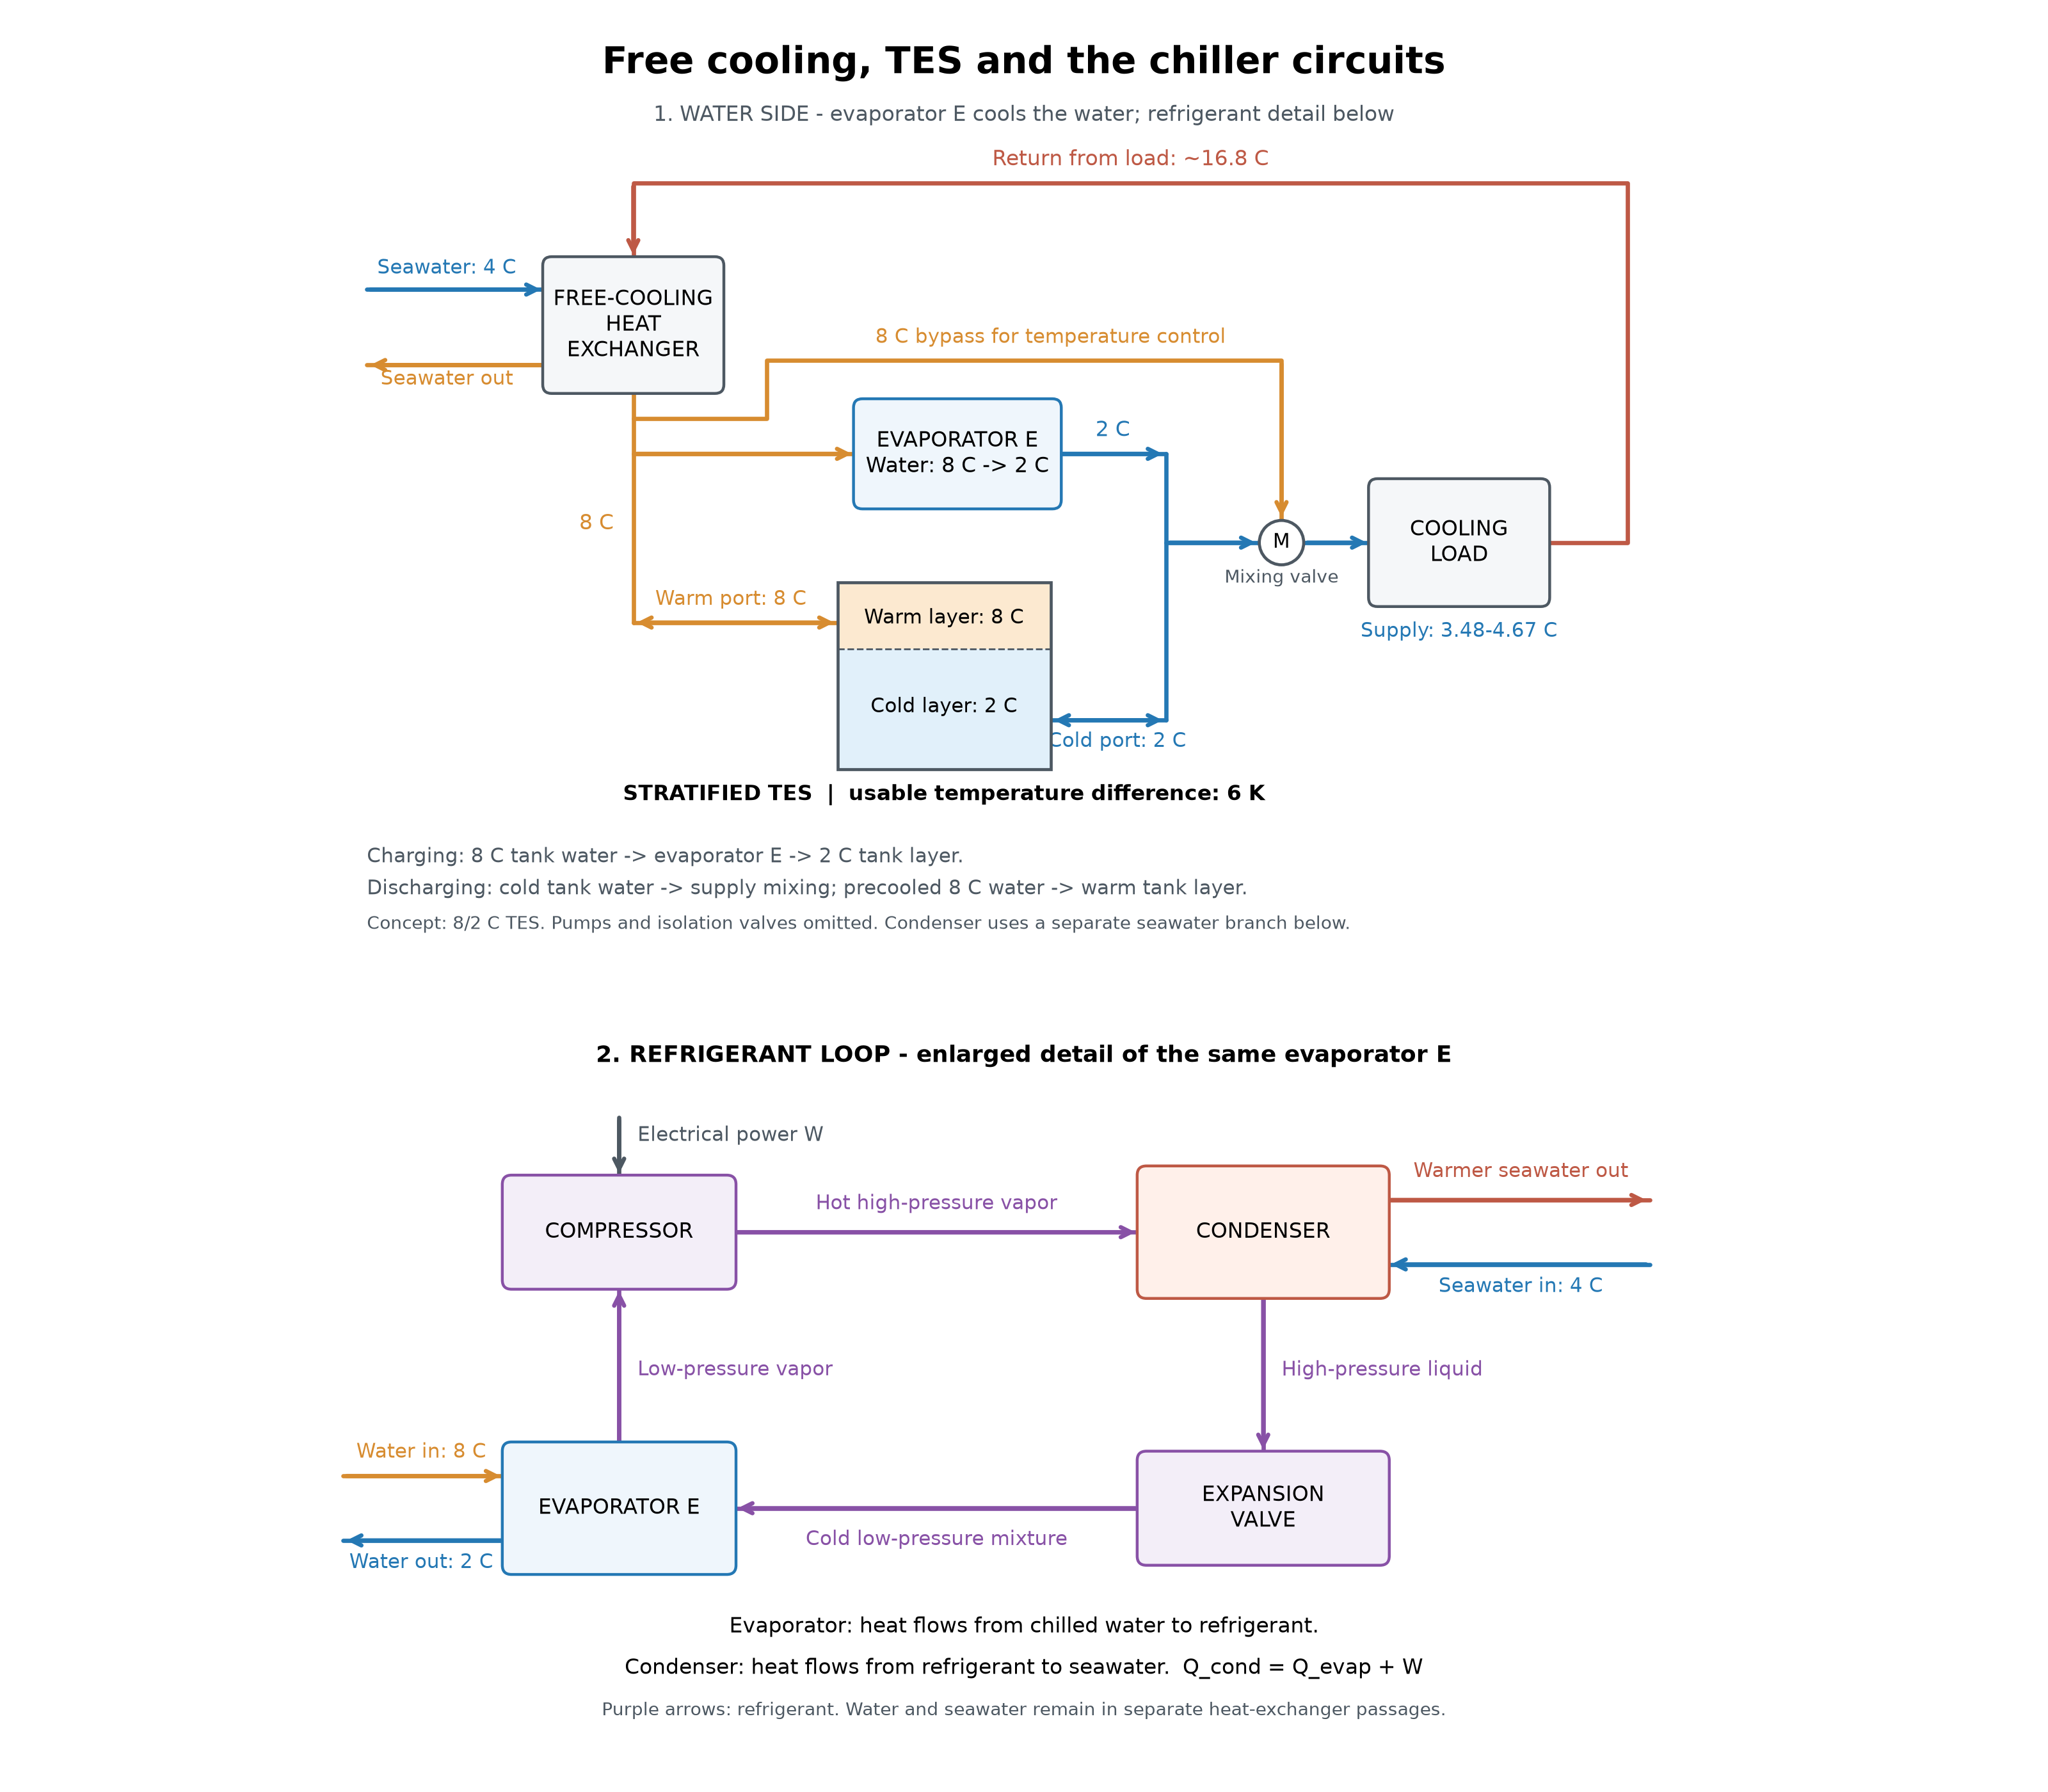 Free cooling, TES and the chiller circuits
1. WATER SIDE - evaporator E cools the water; refrigerant detail below
Return from load: ~16.8 C
Seawater: 4 C
FREE-COOLING
HEAT
EXCHANGER
Seawater out
8 C bypass for temperature control
EVAPORATOR E
Water: 8 C -> 2 C
2 C
8 C
M
Mixing valve
COOLING
LOAD
Supply: 3.48-4.67 C
Warm port: 8 C
Warm layer: 8 C
Cold layer: 2 C
Cold port: 2 C
STRATIFIED TES | usable temperature difference: 6 K
Charging: 8 C tank water -> evaporator E -> 2 C tank layer.
Discharging: cold tank water -> supply mixing; precooled 8 C water -> warm tank layer.
Concept: 8/2 C TES. Pumps and isolation valves omitted. Condenser uses a separate seawater branch below.
2. REFRIGERANT LOOP - enlarged detail of the same evaporator E
Electrical power W
COMPRESSOR
Hot high-pressure vapor
CONDENSER
Warmer seawater out
Seawater in: 4 C
Low-pressure vapor
High-pressure liquid
Water in: 8 C
EVAPORATOR E
Water out: 2 C
Cold low-pressure mixture
EXPANSION
VALVE
Evaporator: heat flows from chilled water to refrigerant.
Condenser: heat flows from refrigerant to seawater. Q_cond = Q_evap + W
Purple arrows: refrigerant. Water and seawater remain in separate heat-exchanger passages.